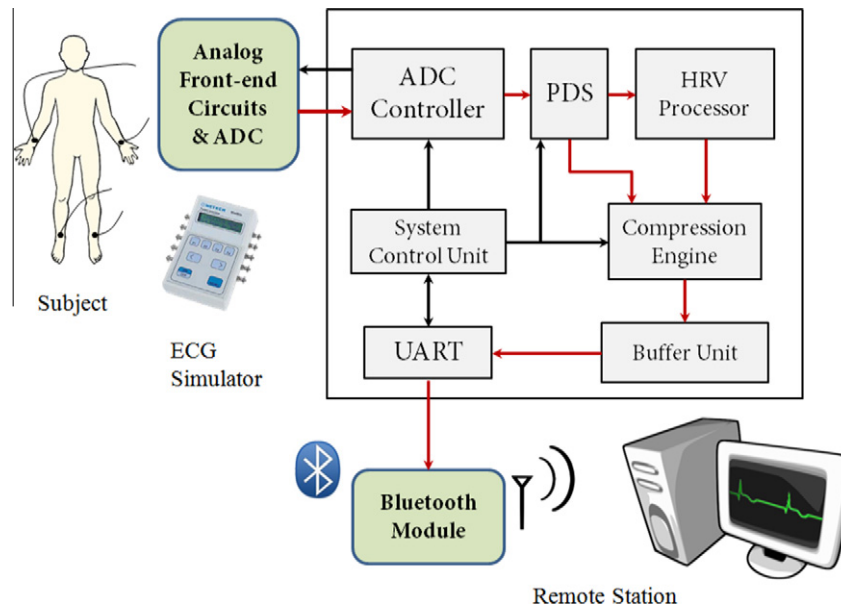 Analog
Front-end
Circuits
& ADC
ADC
Controller
PDS
HRV
Processor
System
Control Unit
Compression
Engine
Subject
ECG
Simulator
UART
Buffer Unit
Bluetooth
Module
Remote Station